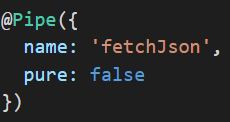 @Pipe({
  name: 'fetchJson',
  pure: false
})